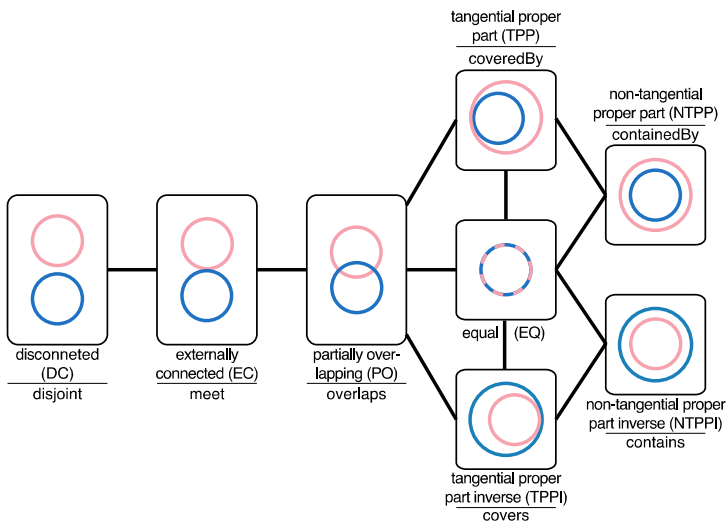 tangential proper
part (TPP)
coveredBy
non-tangential
proper part (NTPP)
containedBy
disconneted
(DC)
disjoint
externally
connected (EC)
meet
partially over-
lapping (PO)
overlaps
equal (EQ)
tangential proper
part inverse (TPPI)
covers
non-tangential proper
part inverse (NTPPI)
contains